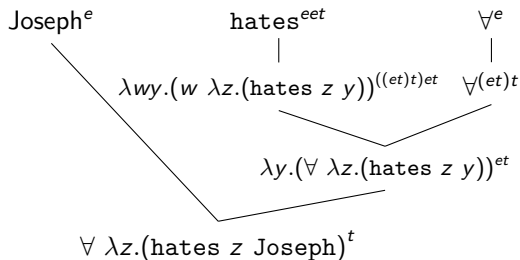 Joseph^e hates^eet ∀^e
λwy.(w λz.(hates z y))^((et)t)et ∀^(et)t
λy.(∀ λz.(hates z y))^et
∀ λz.(hates z Joseph)^t